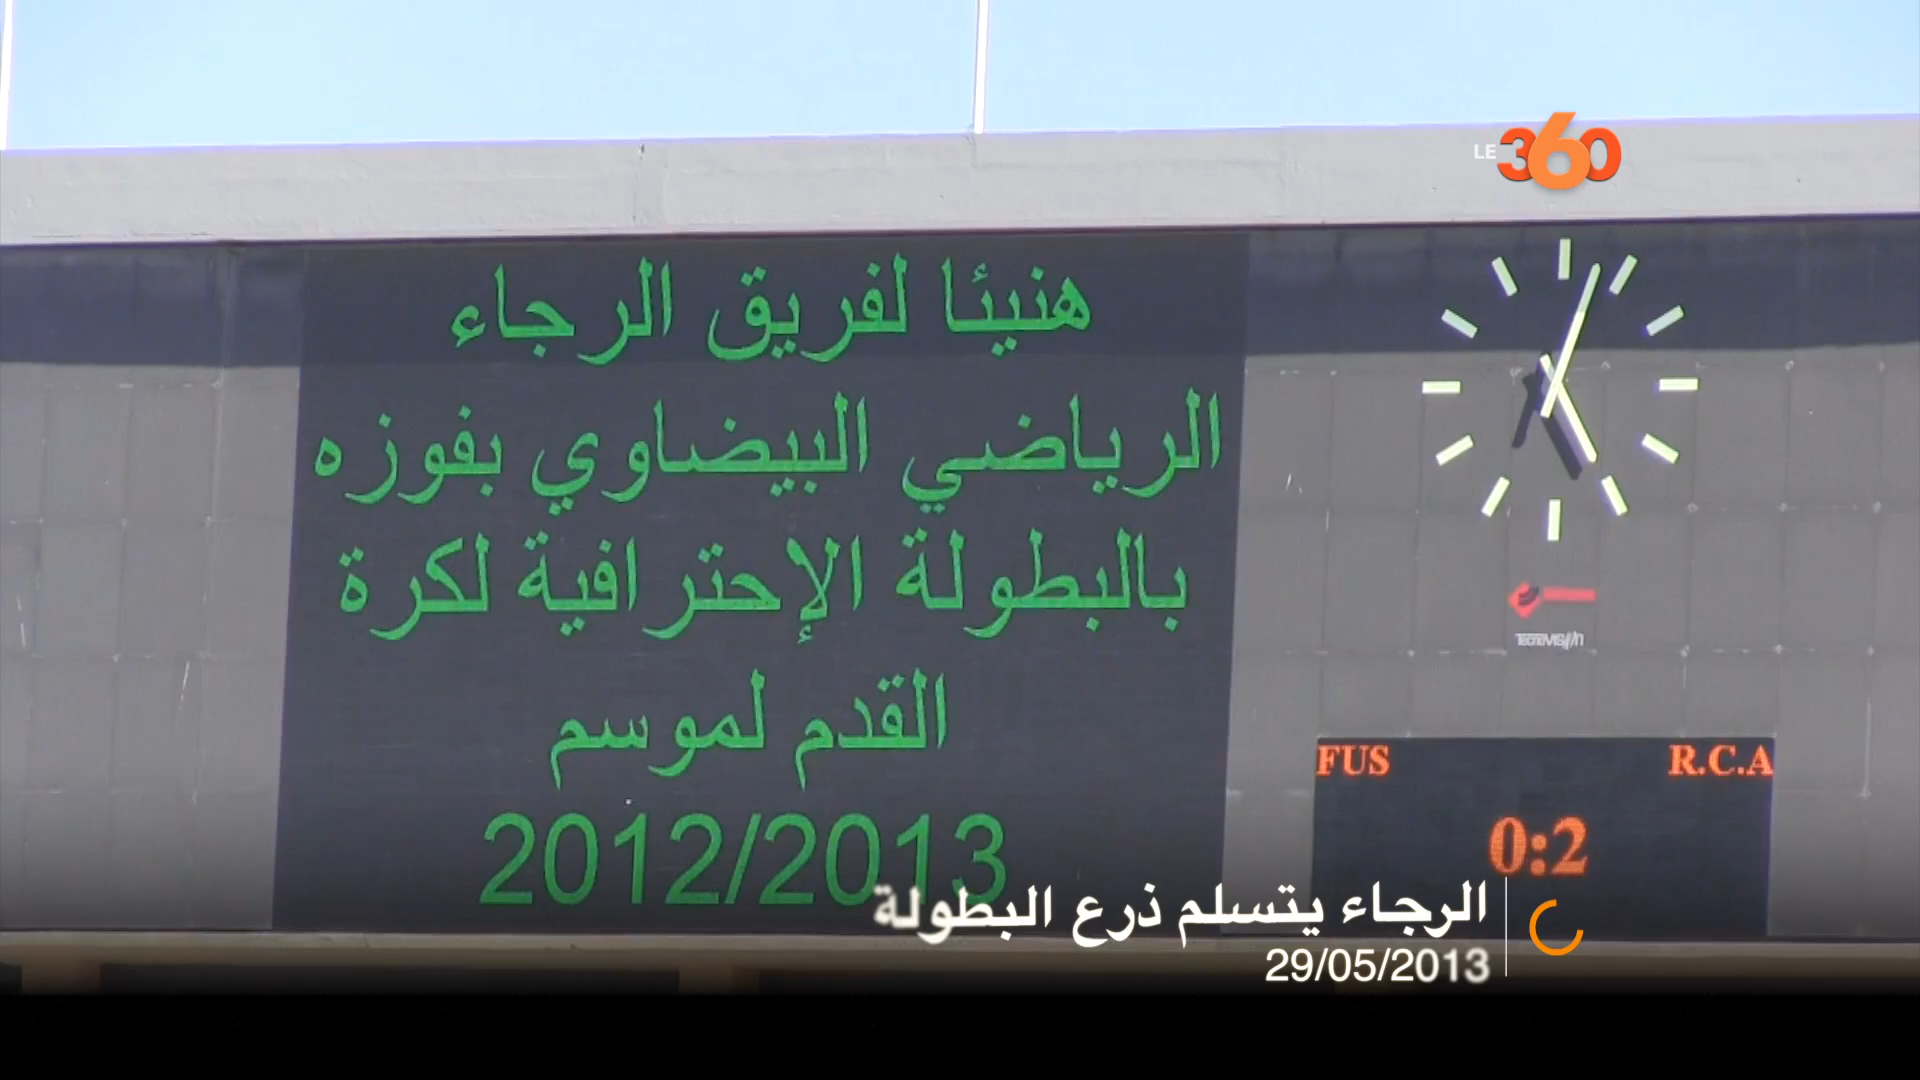 LE 360
هنيئا لفريق الرجاء
الرياضي البيضاوي بفوزه
بالبطولة الإحترافية لكرة
القدم لموسم
2012/2013
TECNOVISION
FUS R.C.A
0:2
الرجاء يتسلم ذرع البطولة
29/05/2013